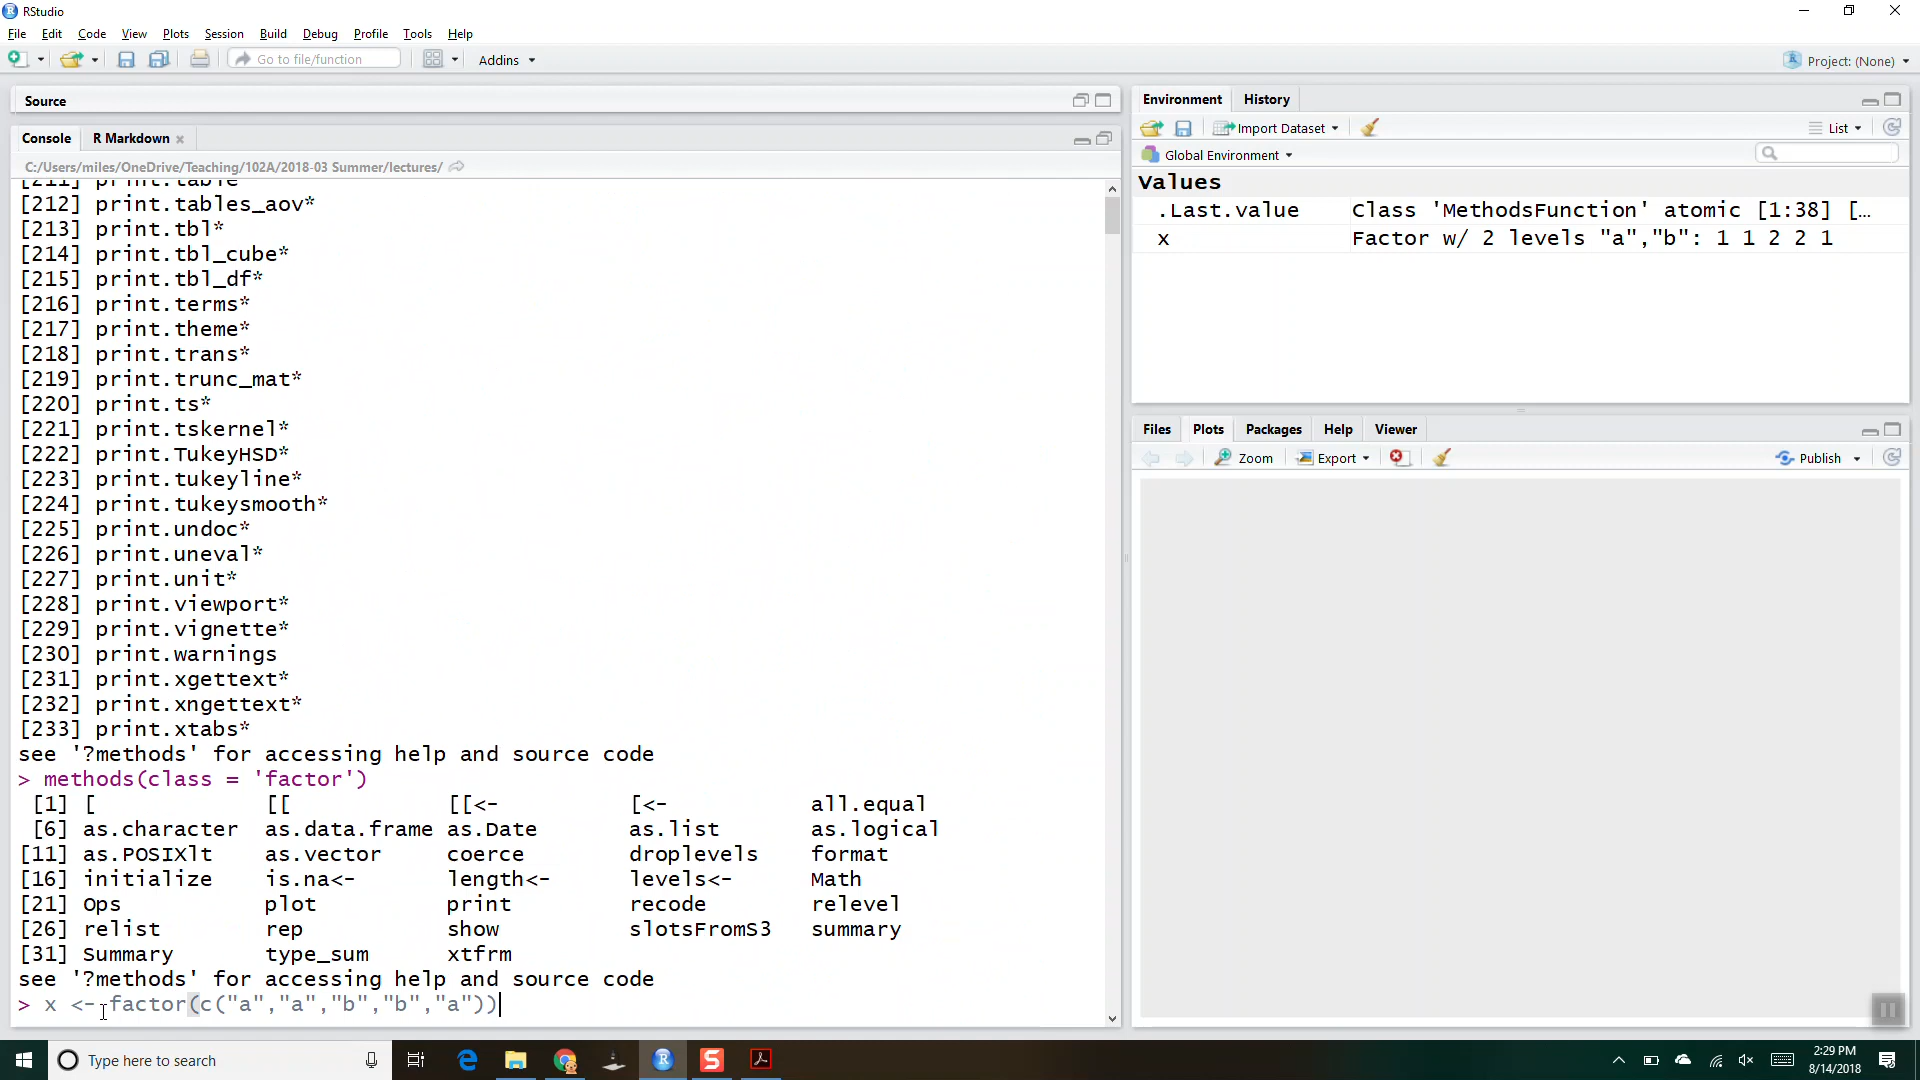 RStudio
File Edit Code View Plots Session Build Debug Profile Tools Help
Go to file/function Addins Project: (None)
Source
Console R Markdown
C:/Users/miles/OneDrive/Teaching/102A/2018-03 Summer/lectures/
[211] print.table
[212] print.tables_aov*
[213] print.tbl*
[214] print.tbl_cube*
[215] print.tbl_df*
[216] print.terms*
[217] print.theme*
[218] print.trans*
[219] print.trunc_mat*
[220] print.ts*
[221] print.tskernel*
[222] print.TukeyHSD*
[223] print.tukeyline*
[224] print.tukeysmooth*
[225] print.undoc*
[226] print.uneval*
[227] print.unit*
[228] print.viewport*
[229] print.vignette*
[230] print.warnings
[231] print.xgettext*
[232] print.xngettext*
[233] print.xtabs*
see '?methods' for accessing help and source code
> methods(class = 'factor')
[1] [ [[ [[<- [<- all.equal
[6] as.character as.data.frame as.Date as.list as.logical
[11] as.POSIXlt as.vector coerce droplevels format
[16] initialize is.na<- length<- levels<- Math
[21] Ops plot print recode relevel
[26] relist rep show slotsFromS3 summary
[31] Summary type_sum xtfrm
see '?methods' for accessing help and source code
> x <- factor(c("a","a","b","b","a"))
Environment History
Import Dataset List
Global Environment
Values
.Last.value Class 'MethodsFunction' atomic [1:38] […
x Factor w/ 2 levels "a","b": 1 1 2 2 1
Files Plots Packages Help Viewer
Zoom Export Publish
Type here to search
2:29 PM
8/14/2018